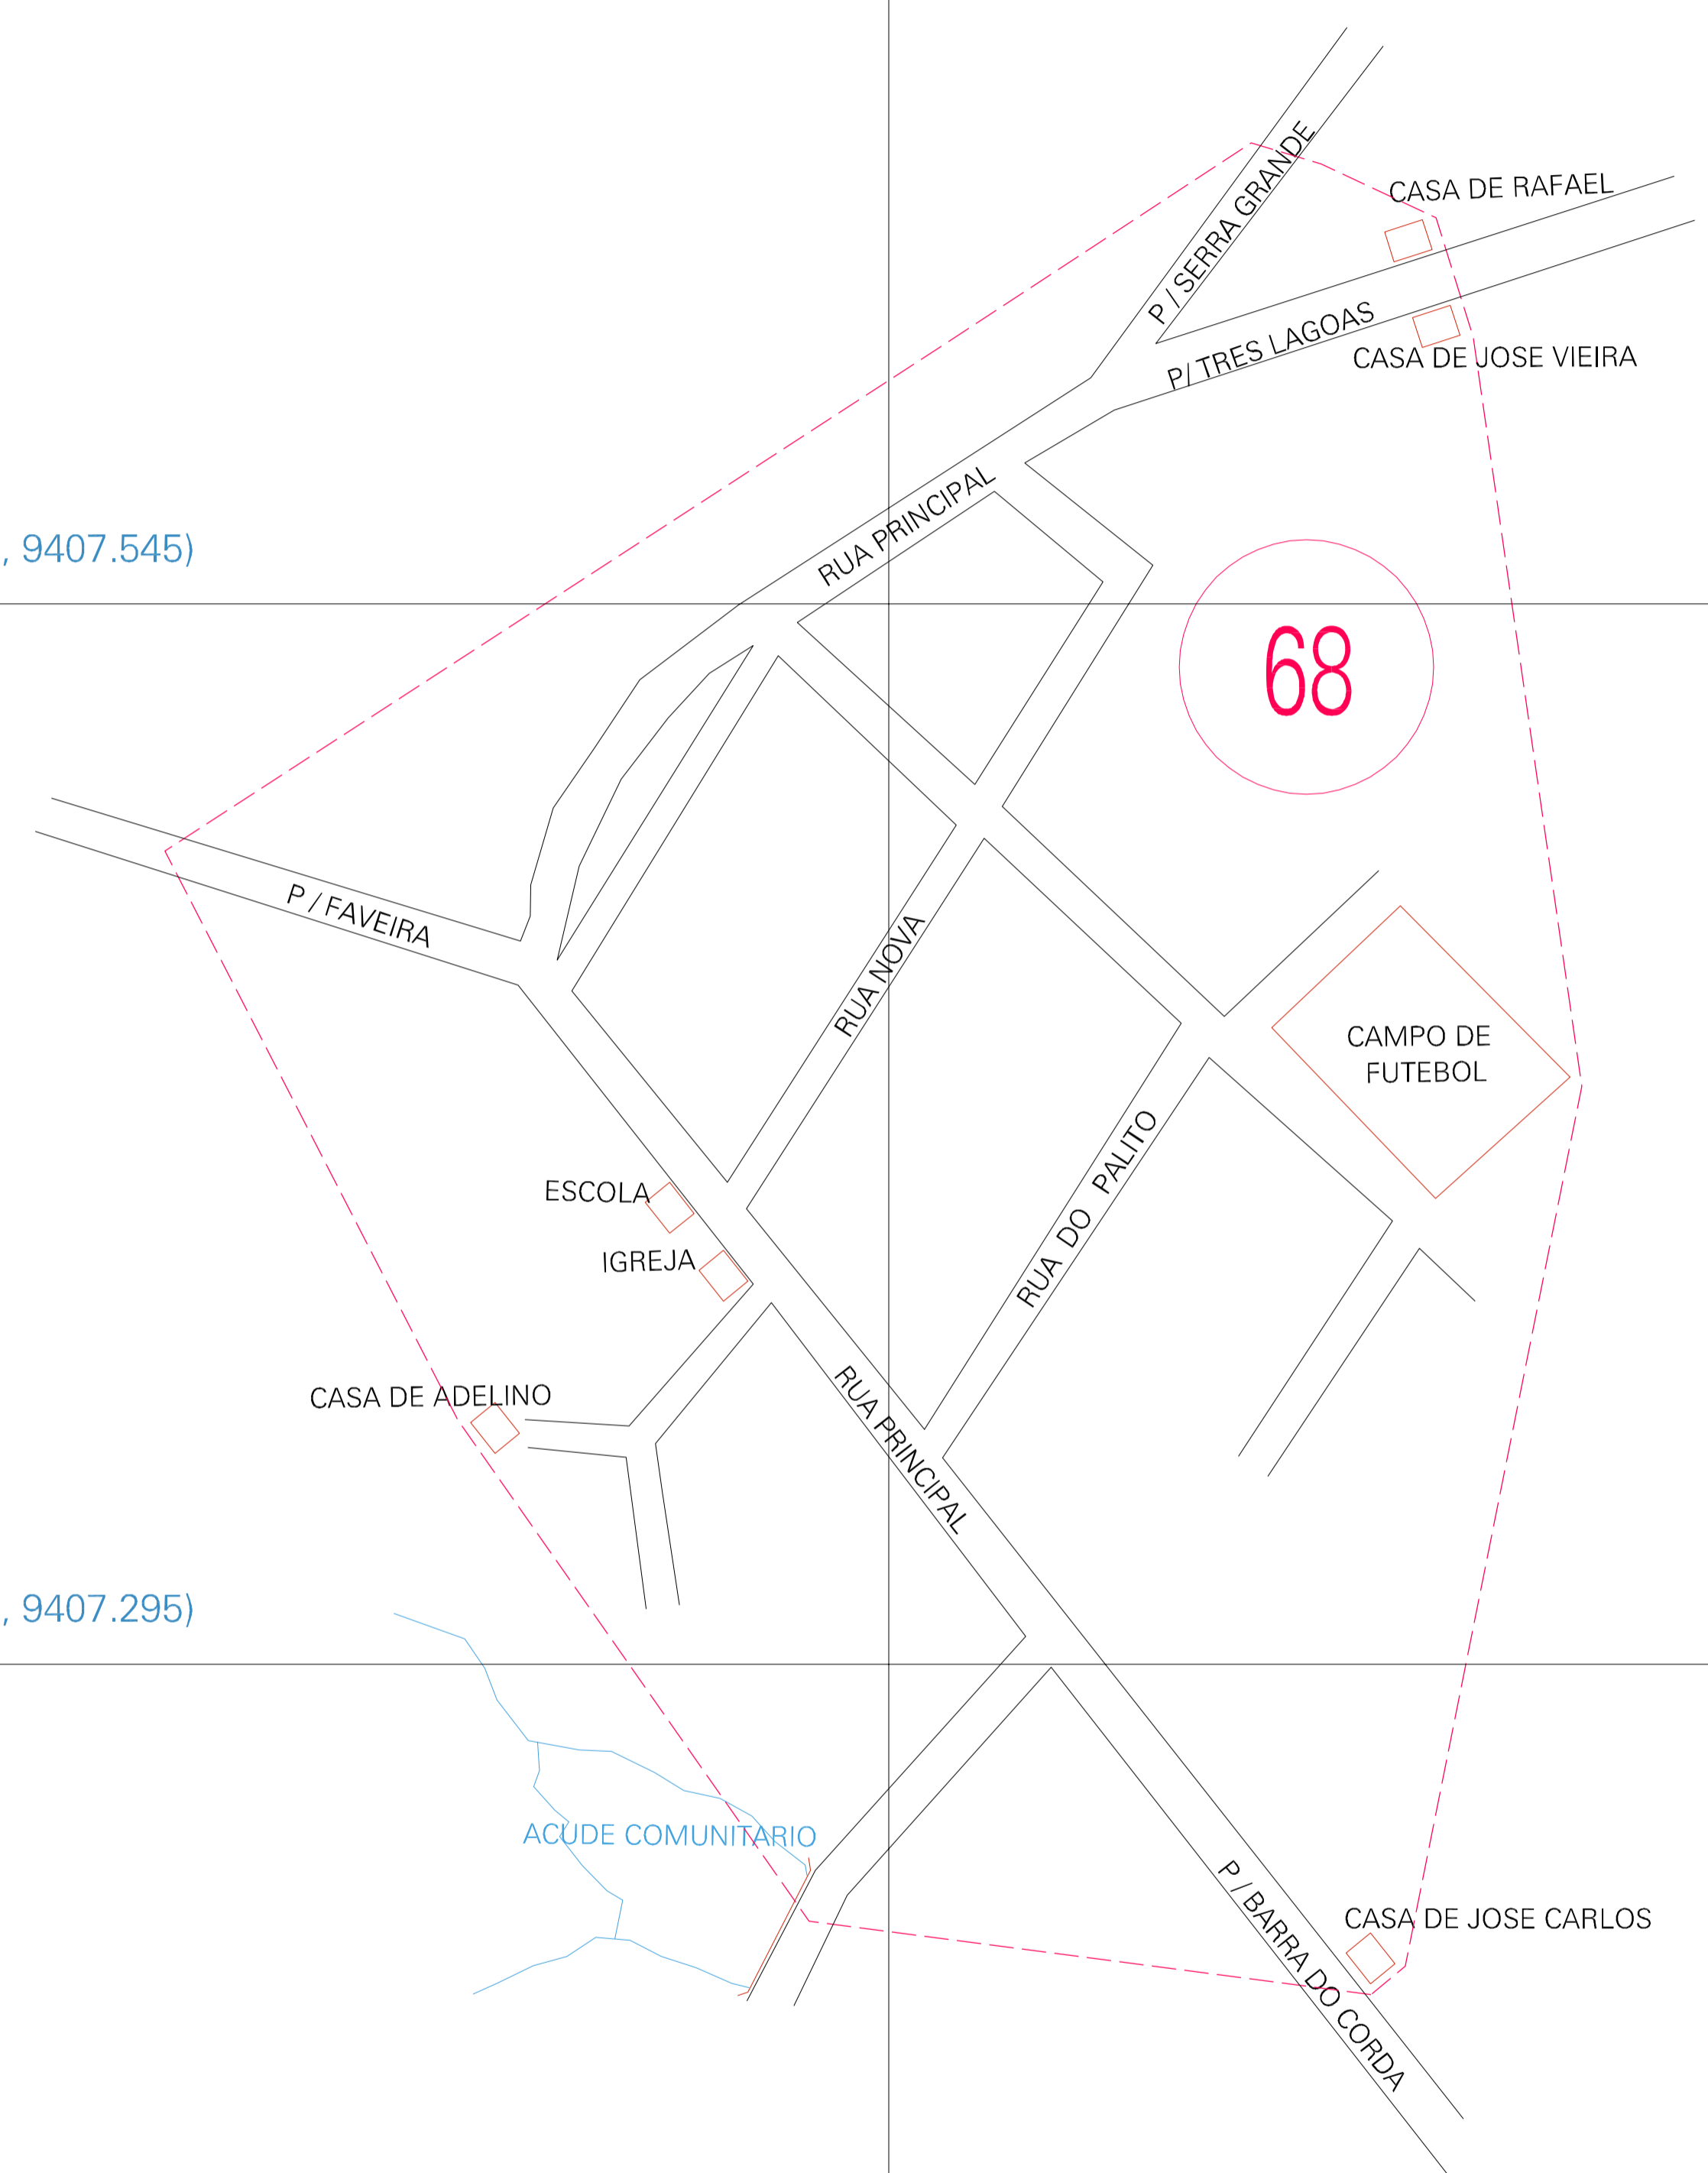 P / SERRA GRANDE
CASA DE RAFAEL
P/ TRES LAGOAS
CASA DE JOSE VIEIRA
RUA PRINCIPAL
, 9407.545)
68
P / FAVEIRA
RUA NOVA
CAMPO DE
FUTEBOL
RUA DO PALITO
ESCOLA
IGREJA
CASA DE ADELINO
RUA PRINCIPAL
, 9407.295)
ACUDE COMUNITARIO
P / BARRA DO CORDA
CASA DE JOSE CARLOS